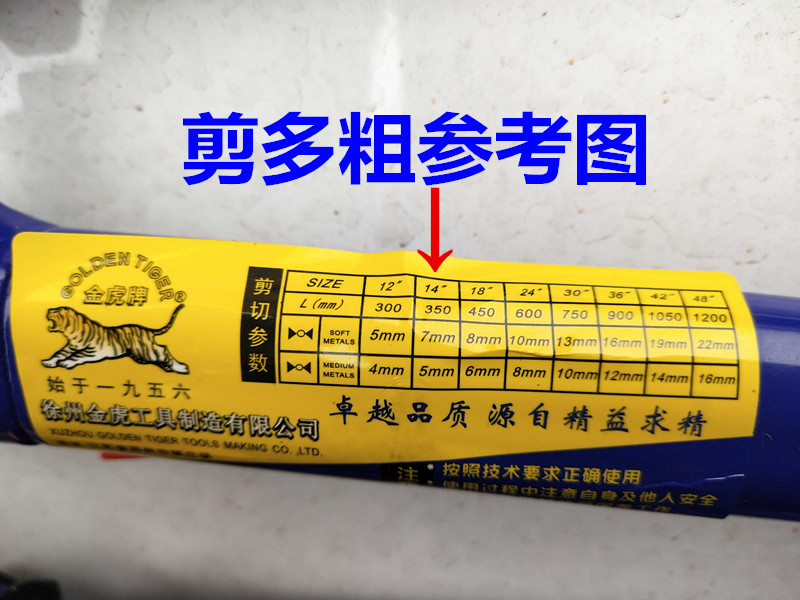 剪多粗参考图
GOLDEN TIGER®
金虎牌
始于一九五六
徐州金虎工具制造有限公司
XUZHOU GOLDEN TIGER TOOLS MAKING CO.,LTD.
剪切参数
SIZE 12" 14" 18" 24" 30" 36" 42" 48"
L(mm) 300 350 450 600 750 900 1050 1200
SOFT METALS 5mm 7mm 8mm 10mm 13mm 16mm 19mm 22mm
MEDIUM METALS 4mm 5mm 6mm 8mm 10mm 12mm 14mm 16mm
卓越品质 源自精益求精
注: 按照技术要求正确使用
使用过程中注意自身及他人安全